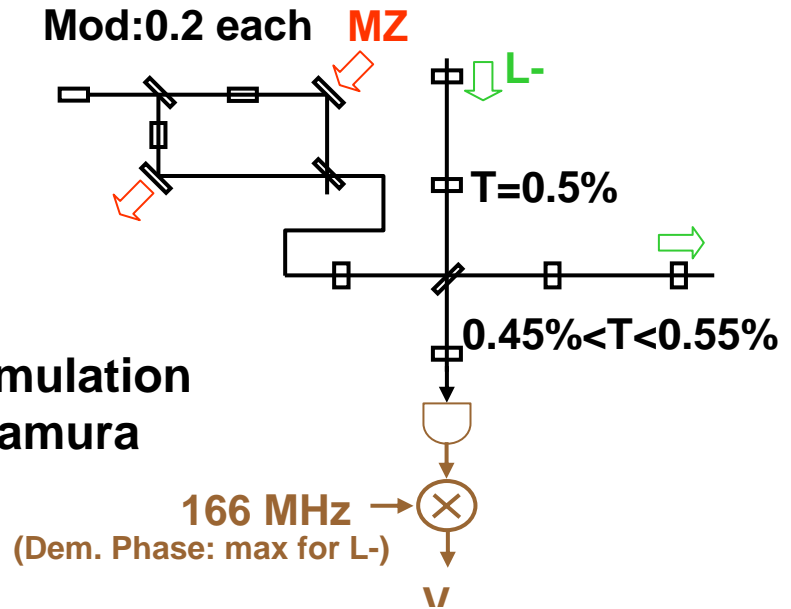 Mod:0.2 each MZ
L-
T=0.5%
0.45%<T<0.55%
mulation
amura
166 MHz
(Dem. Phase: max for L-)
V